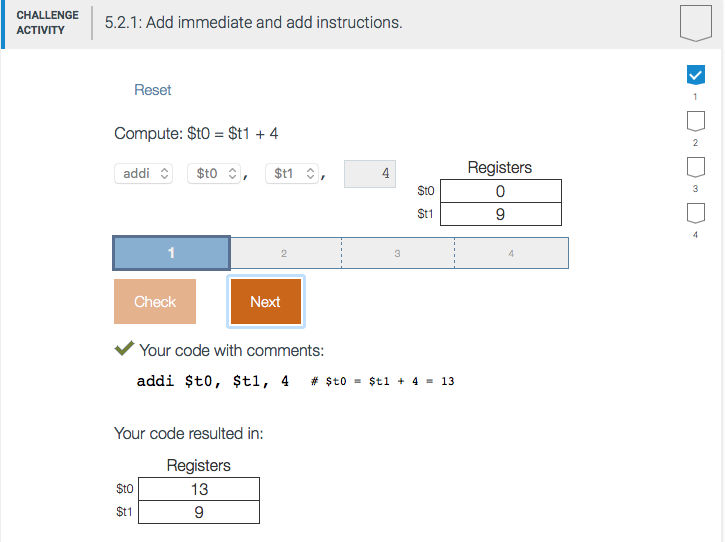 CHALLENGE
ACTIVITY
5.2.1: Add immediate and add instructions.
Reset
Compute: $t0 = $t1 + 4
addi $t0 , $t1 , 4
Registers
$t0 0
$t1 9
1 2 3 4
Check Next
Your code with comments:
addi $t0, $t1, 4 # $t0 = $t1 + 4 = 13
Your code resulted in:
Registers
$t0 13
$t1 9
1
2
3
4